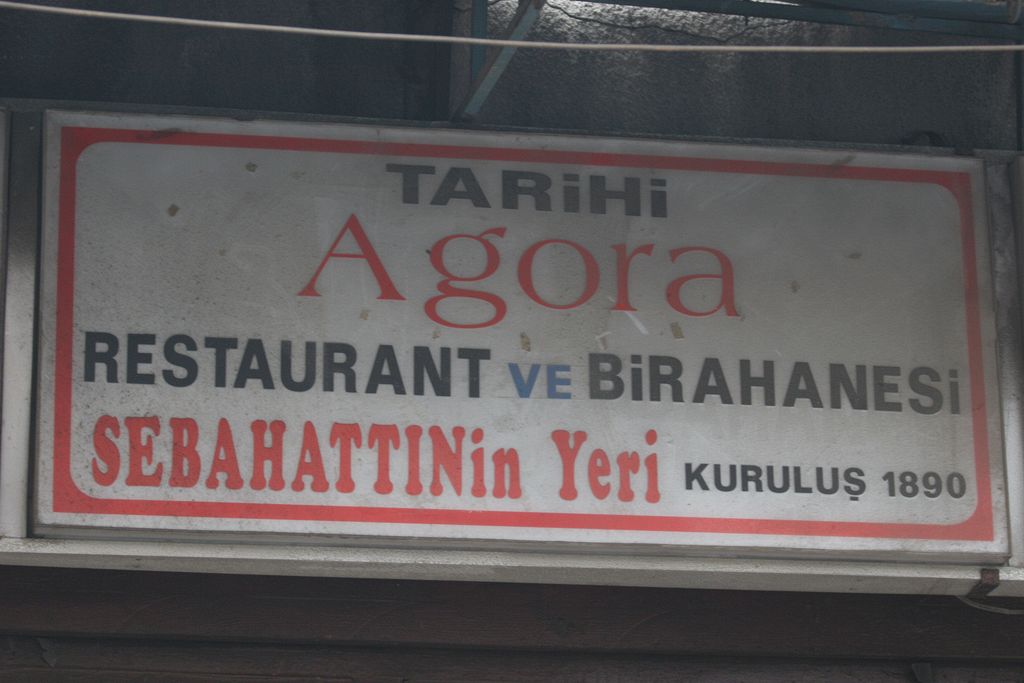 TARiHi
Agora
RESTAURANT VE BiRAHANESi
SEBAHATTINin Yeri KURULUŞ 1890